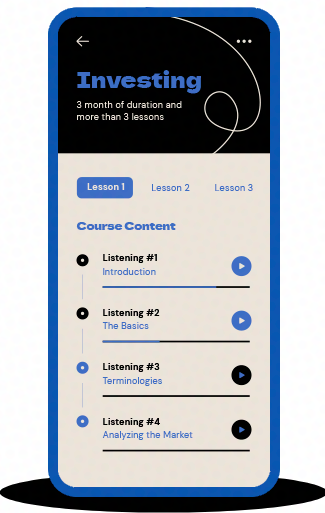 Investing
3 month of duration and
more than 3 lessons
Lesson 1
Lesson 2
Lesson 3
Course Content
Listening #1
Introduction
Listening #2
The Basics
Listening #3
Terminologies
Listening #4
Analyzing the Market